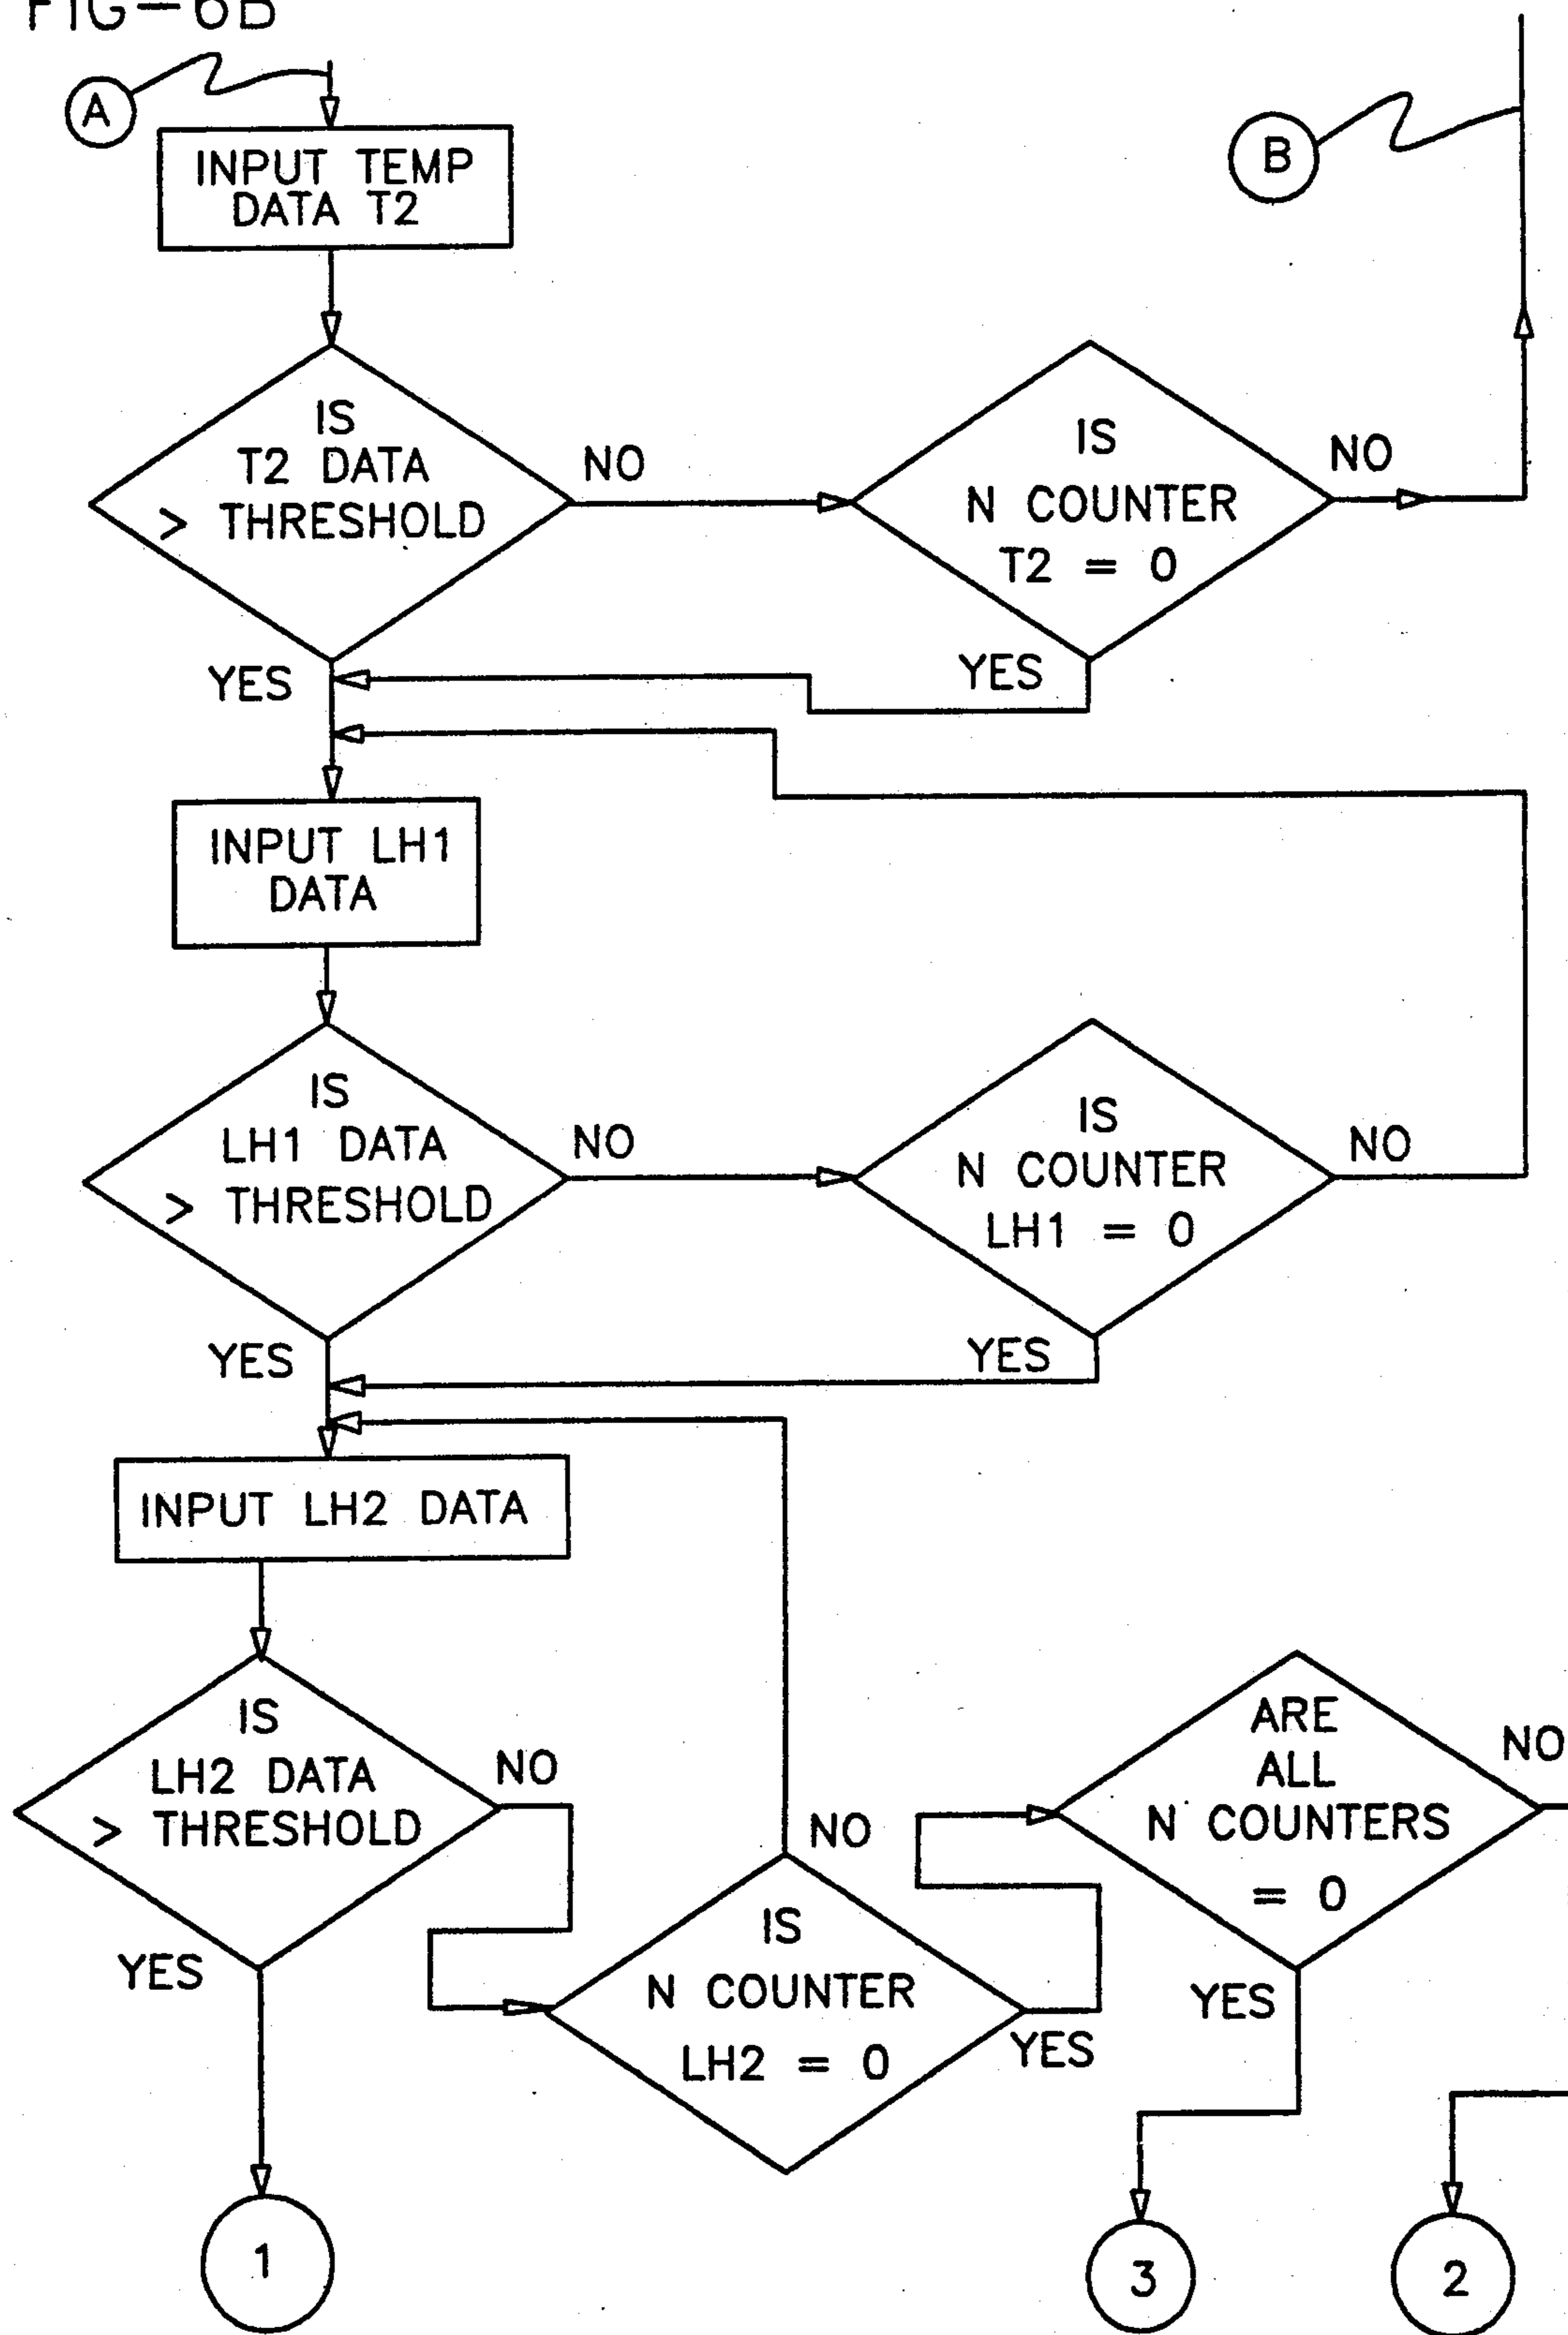 FIG-6B
A
B
INPUT TEMP
DATA T2
IS
T2 DATA
> THRESHOLD
NO
IS
N COUNTER
T2 = 0
NO
YES
YES
INPUT LH1
DATA
IS
LH1 DATA
> THRESHOLD
NO
IS
N COUNTER
LH1 = 0
NO
YES
YES
INPUT LH2 DATA
IS
LH2 DATA
> THRESHOLD
NO
YES
IS
N COUNTER
LH2 = 0
NO
YES
ARE
ALL
N COUNTERS
= 0
NO
YES
1
3
2